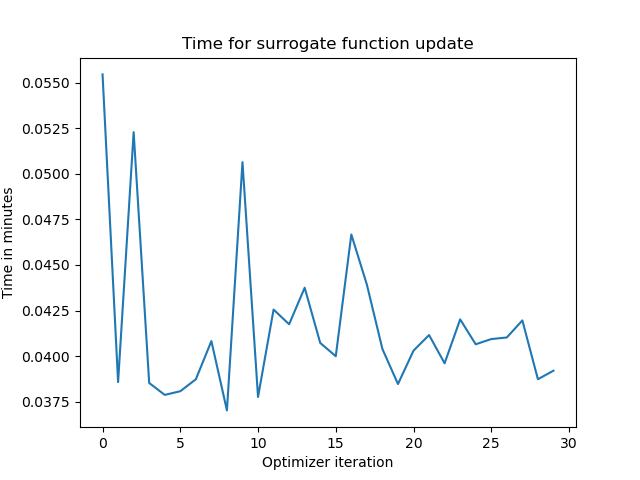 Time for surrogate function update
0.0550
0.0525
0.0500
0.0475
0.0450
0.0425
0.0400
0.0375
Time in minutes
0 5 10 15 20 25 30
Optimizer iteration